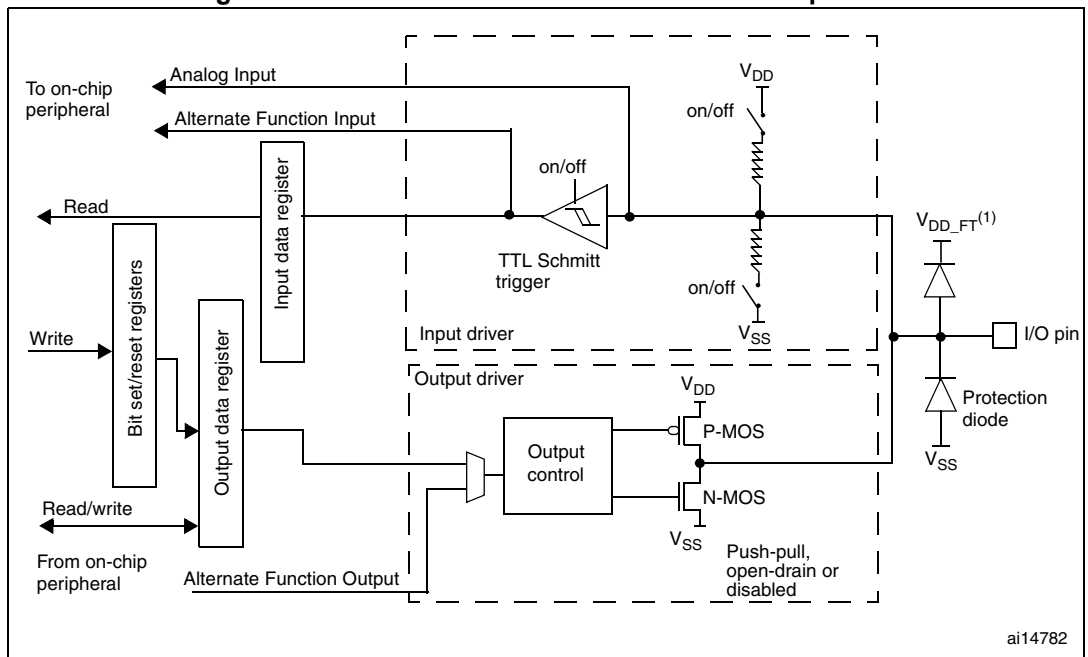 To on-chip
peripheral
Analog Input
Alternate Function Input
Read
Input data register
on/off
TTL Schmitt
trigger
V_DD
on/off
on/off
V_SS
Input driver
V_DD_FT(1)
I/O pin
Protection
diode
V_SS
Write
Bit set/reset registers
Output data register
Read/write
From on-chip
peripheral
Alternate Function Output
Output driver
Output
control
V_DD
P-MOS
N-MOS
V_SS
Push-pull,
open-drain or
disabled
ai14782